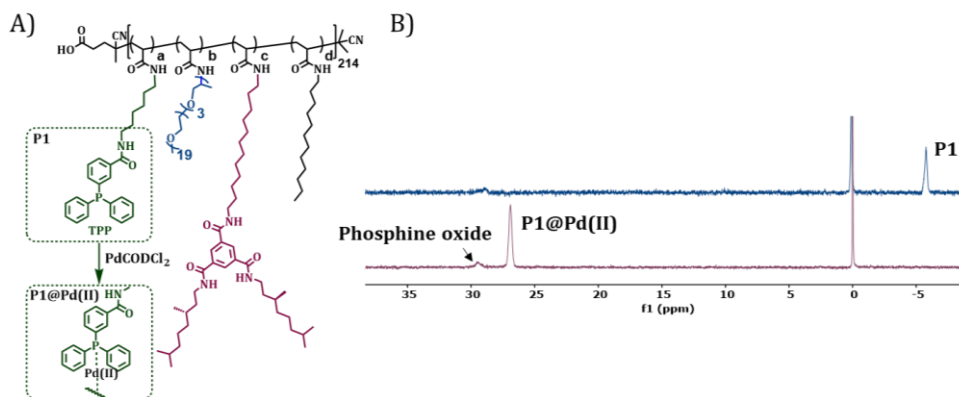 A)
B)
O
HO
CN
a
b
c
d
CN
214
O
NH
O
NH
O
NH
O
NH
O
3
O
19
P1
HN
O
P
TPP
PdCODCl2
P1@Pd(II)
HN
O
P
Pd(II)
O
NH
O
NH
O
HN
P1
P1@Pd(II)
Phosphine oxide
35 30 25 20 15 10 5 0 -5
f1 (ppm)